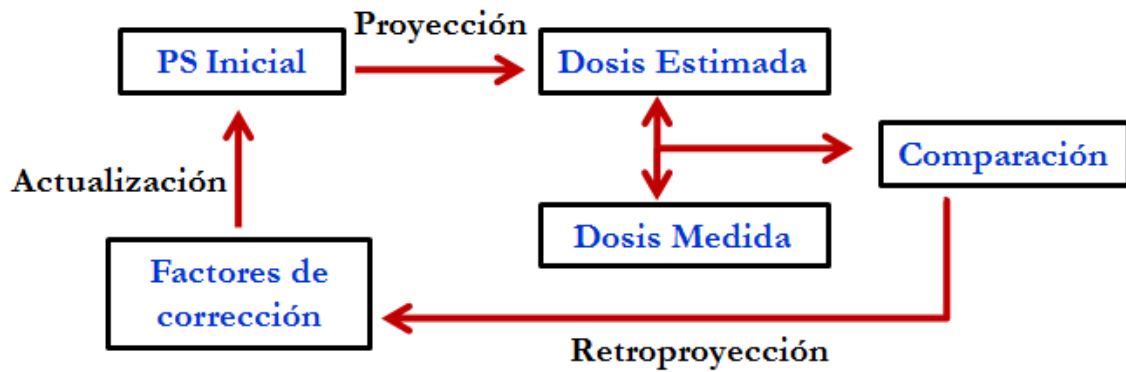 Proyección
PS Inicial
Dosis Estimada
Comparación
Actualización
Dosis Medida
Factores de
corrección
Retroproyección